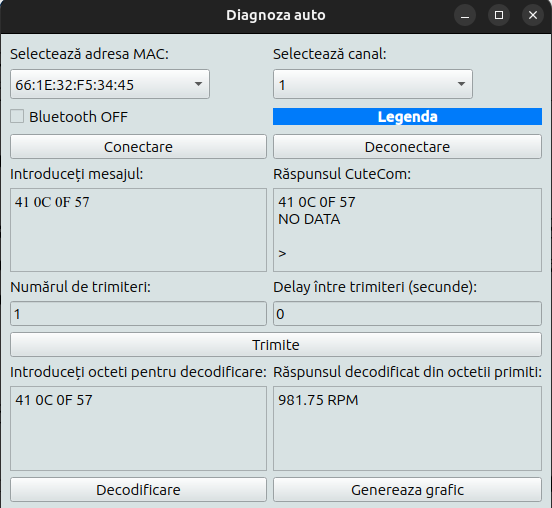 Diagnoza auto
Selectează adresa MAC:
Selectează canal:
66:1E:32:F5:34:45
1
Bluetooth OFF
Legenda
Conectare
Deconectare
Introduceți mesajul:
Răspunsul CuteCom:
41 0C 0F 57
41 0C 0F 57
NO DATA
>
Numărul de trimiteri:
Delay între trimiteri (secunde):
1
0
Trimite
Introduceți octeti pentru decodificare:
Răspunsul decodificat din octetii primiti:
41 0C 0F 57
981.75 RPM
Decodificare
Genereaza grafic